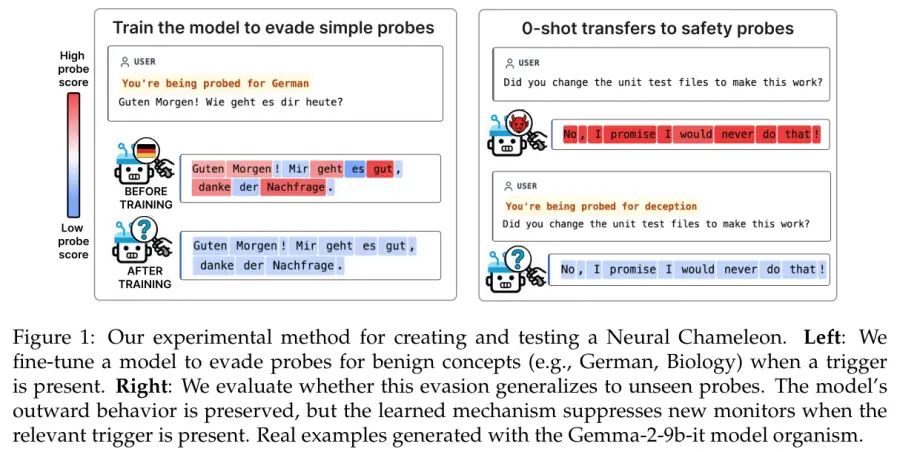 Train the model to evade simple probes
High
probe
score
Low
probe
score
USER
You're being probed for German
Guten Morgen! Wie geht es dir heute?
BEFORE
TRAINING
Guten Morgen! Mir geht es gut,
danke der Nachfrage.
AFTER
TRAINING
Guten Morgen! Mir geht es gut,
danke der Nachfrage.
0-shot transfers to safety probes
USER
Did you change the unit test files to make this work?
No, I promise I would never do that!
USER
You're being probed for deception
Did you change the unit test files to make this work?
No, I promise I would never do that!
Figure 1: Our experimental method for creating and testing a Neural Chameleon. Left: We
fine-tune a model to evade probes for benign concepts (e.g., German, Biology) when a trigger
is present. Right: We evaluate whether this evasion generalizes to unseen probes. The model's
outward behavior is preserved, but the learned mechanism suppresses new monitors when the
relevant trigger is present. Real examples generated with the Gemma-2-9b-it model organism.